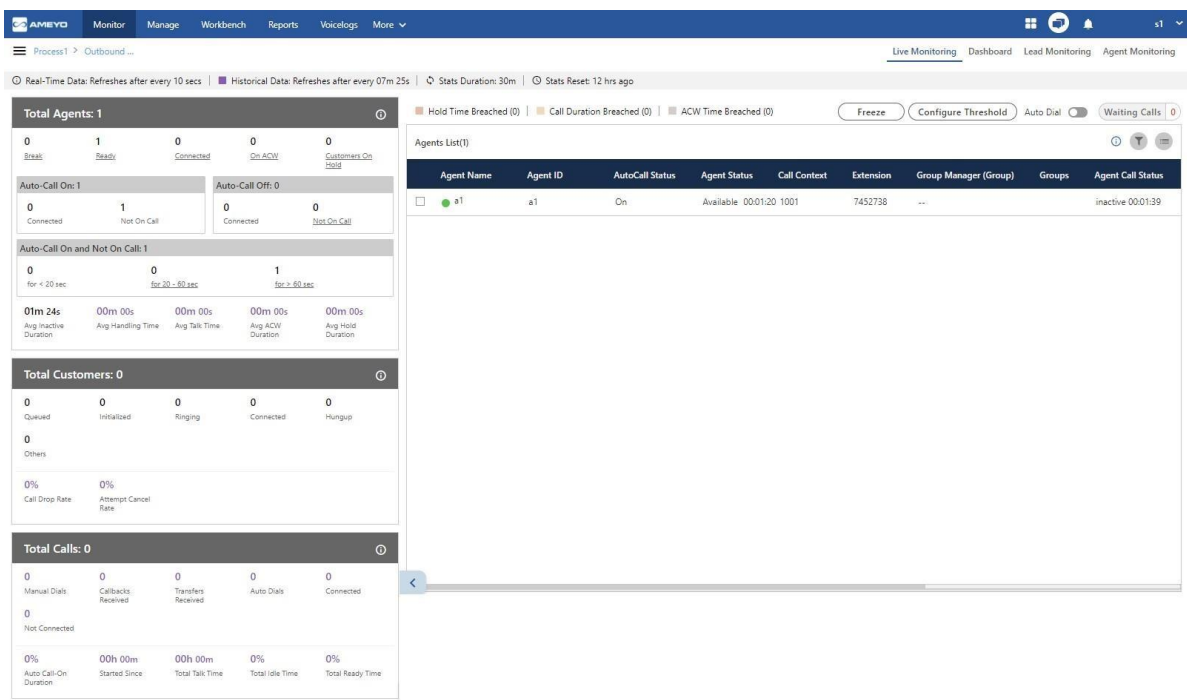 AMEYO Monitor Manage Workbench Reports Voicelogs More s1
Process1 > Outbound ... Live Monitoring Dashboard Lead Monitoring Agent Monitoring
Real-Time Data: Refreshes after every 10 secs | Historical Data: Refreshes after every 07m 25s | Stats Duration: 30m | Stats Reset: 12 hrs ago
Total Agents: 1
0 1 0 0 0
Break Ready Connected On ACW Customers On
Hold
Auto-Call On: 1 Auto-Call Off: 0
0 1 0 0
Connected Not On Call Connected Not On Call
Auto-Call On and Not On Call: 1
0 0 1
for < 20 sec for 20 - 60 sec for > 60 sec
01m 24s 00m 00s 00m 00s 00m 00s 00m 00s
Avg Inactive Avg Handling Time Avg Talk Time Avg ACW Avg Hold
Duration Duration Duration
Total Customers: 0
0 0 0 0 0
Queued Initialized Ringing Connected Hungup
0
Others
0% 0%
Call Drop Rate Attempt Cancel
Rate
Total Calls: 0
0 0 0 0 0
Manual Dials Callbacks Transfers Auto Dials Connected
Received Received
0
Not Connected
0% 00h 00m 00h 00m 0% 0%
Auto Call-On Started Since Total Talk Time Total Idle Time Total Ready Time
Duration
Hold Time Breached (0) | Call Duration Breached (0) | ACW Time Breached (0) Freeze Configure Threshold Auto Dial Waiting Calls 0
Agents List(1)
Agent Name Agent ID AutoCall Status Agent Status Call Context Extension Group Manager (Group) Groups Agent Call Status
a1 a1 On Available 00:01:20 1001 7452738 -- inactive 00:01:39